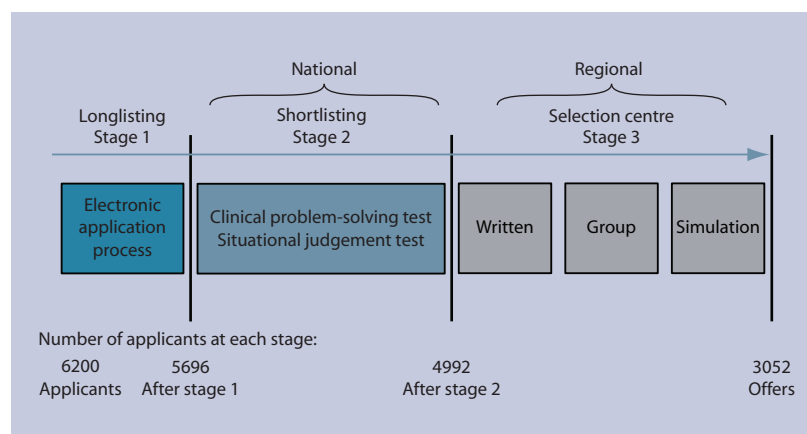 National
Regional
Longlisting
Stage 1
Shortlisting
Stage 2
Selection centre
Stage 3
Electronic
application
process
Clinical problem-solving test
Situational judgement test
Written
Group
Simulation
Number of applicants at each stage:
6200
Applicants
5696
After stage 1
4992
After stage 2
3052
Offers